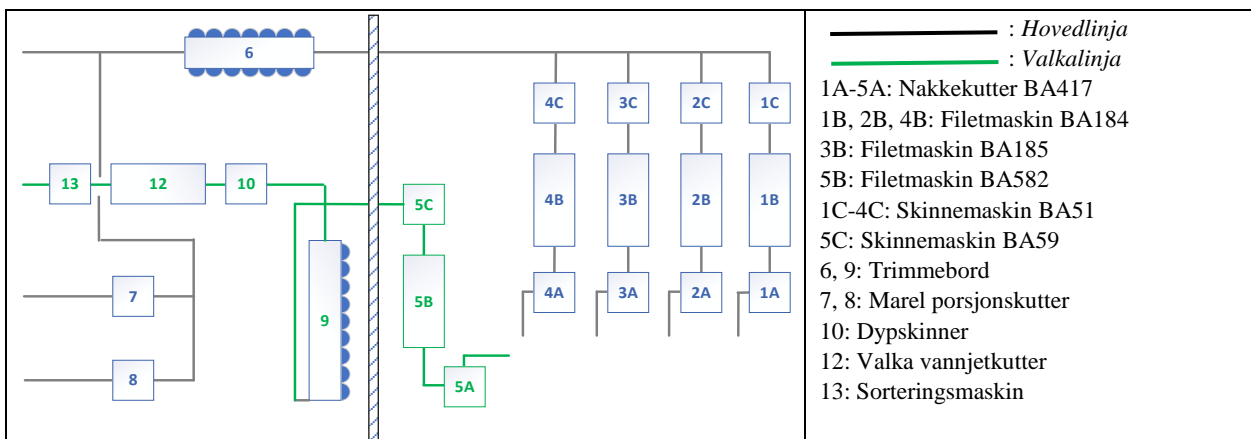 6
4C
3C
2C
1C
13
12
10
5C
4B
3B
2B
1B
7
9
5B
4A
3A
2A
1A
8
5A
: Hovedlinja
: Valkalinja
1A-5A: Nakkekutter BA417
1B, 2B, 4B: Filetmaskin BA184
3B: Filetmaskin BA185
5B: Filetmaskin BA582
1C-4C: Skinnemaskin BA51
5C: Skinnemaskin BA59
6, 9: Trimmebord
7, 8: Marel porsjonskutter
10: Dypskinner
12: Valka vannjetkutter
13: Sorteringsmaskin